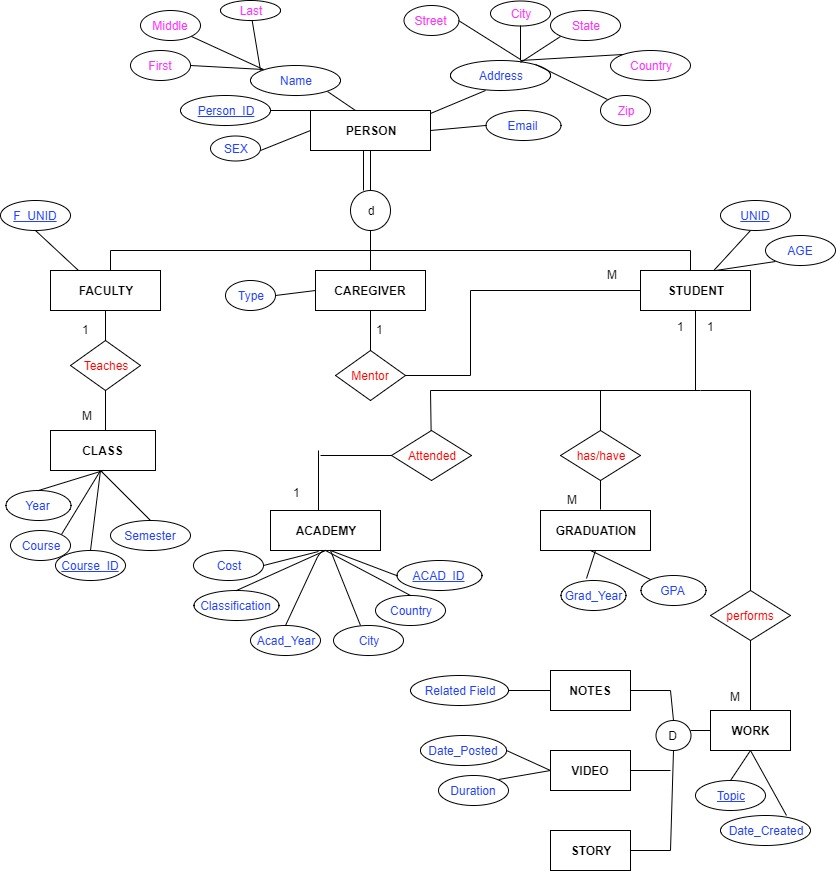 Last
Middle
First
Name
Street
City
State
Country
Address
Zip
Person_ID
PERSON
Email
SEX
d
F_UNID
UNID
AGE
FACULTY
Type
CAREGIVER
M
STUDENT
1
1
1
1
Teaches
Mentor
M
CLASS
Attended
has/have
Year
Course
Course_ID
Semester
1
M
ACADEMY
GRADUATION
Cost
ACAD_ID
Classification
Country
Acad_Year
City
Grad_Year
GPA
performs
M
Related Field
NOTES
D
WORK
Date_Posted
VIDEO
Duration
Topic
Date_Created
STORY